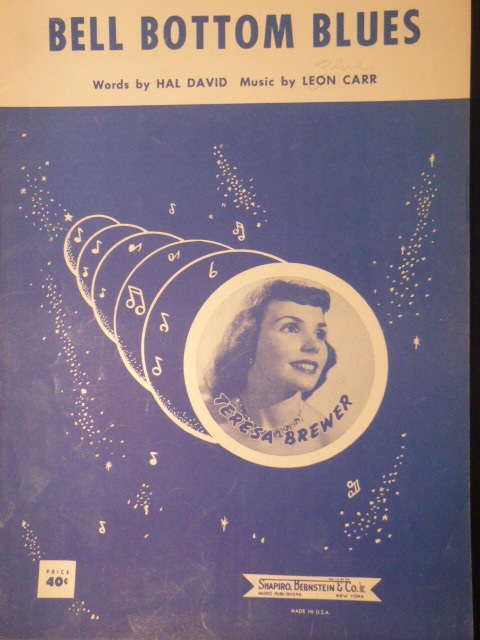 BELL BOTTOM BLUES
Words by HAL DAVID Music by LEON CARR
TERESA BREWER
PRICE
40¢
SHAPIRO, BERNSTEIN & CO. INC.
MUSIC PUBLISHERS NEW YORK
MADE IN U.S.A.